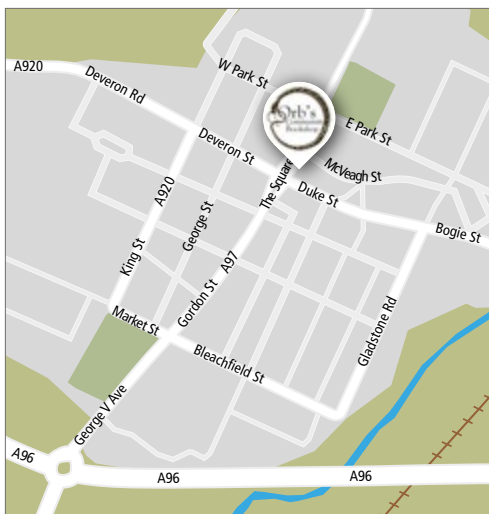 A920
Deveron Rd
W Park St
Orb's
Bookshop
E Park St
McVeagh St
Deveron St
The Square
Duke St
Bogie St
A920
King St
George St
A97
Gordon St
Gladstone Rd
Market St
Bleachfield St
George V Ave
A96
A96
A96